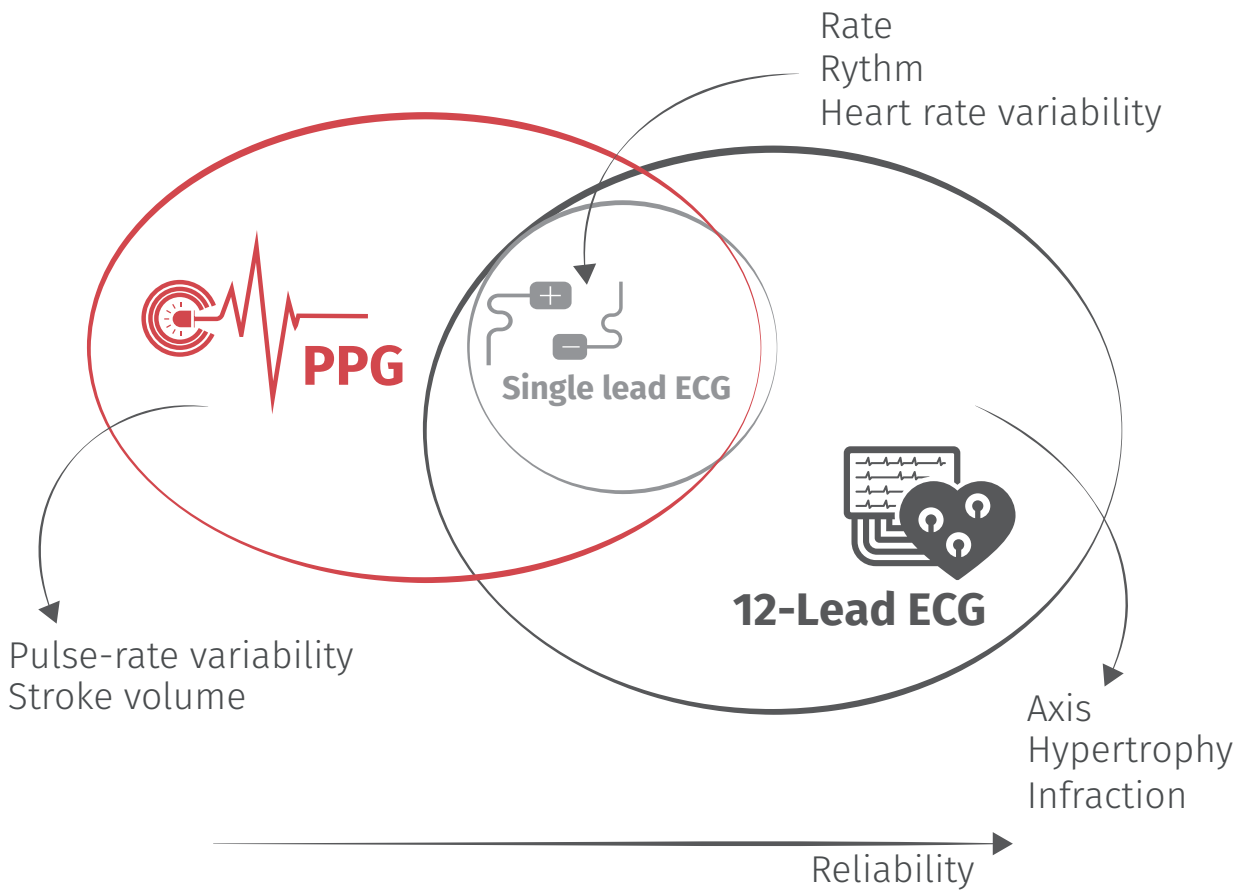 Rate
Rythm
Heart rate variability
PPG
Single lead ECG
12-Lead ECG
Pulse-rate variability
Stroke volume
Axis
Hypertrophy
Infraction
Reliability